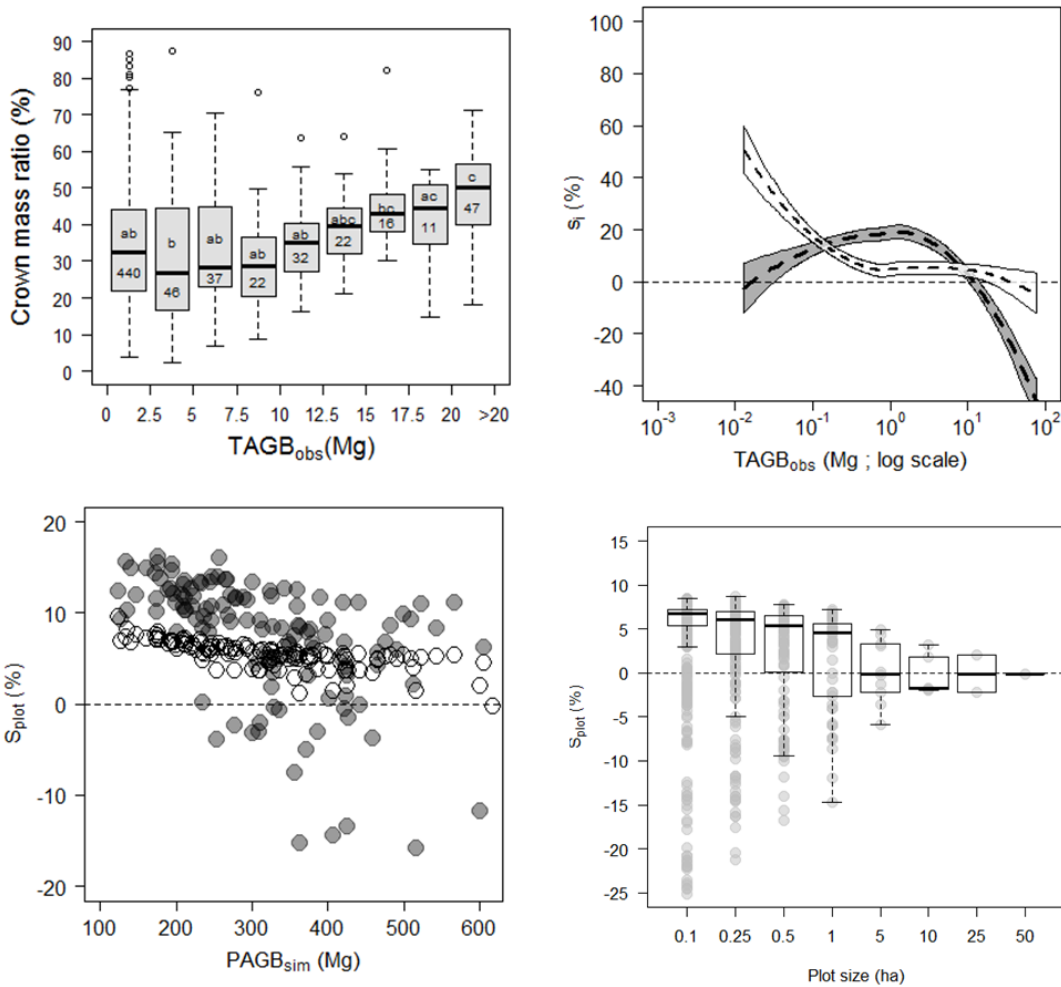 90
80
70
60
50
40
30
20
10
0
Crown mass ratio (%)
ab
440
b
46
ab
37
ab
22
ab
32
abc
22
bc
16
ac
11
c
47
0 2.5 5 7.5 10 12.5 15 17.5 20 >20
TAGBobs(Mg)
100
80
60
40
20
0
-20
-40
si (%)
10-3 10-2 10-1 100 101 102
TAGBobs (Mg ; log scale)
20
10
0
-10
-20
Splot (%)
100 200 300 400 500 600
PAGBsim (Mg)
15
10
5
0
-5
-10
-15
-20
-25
Splot (%)
0.1 0.25 0.5 1 5 10 25 50
Plot size (ha)